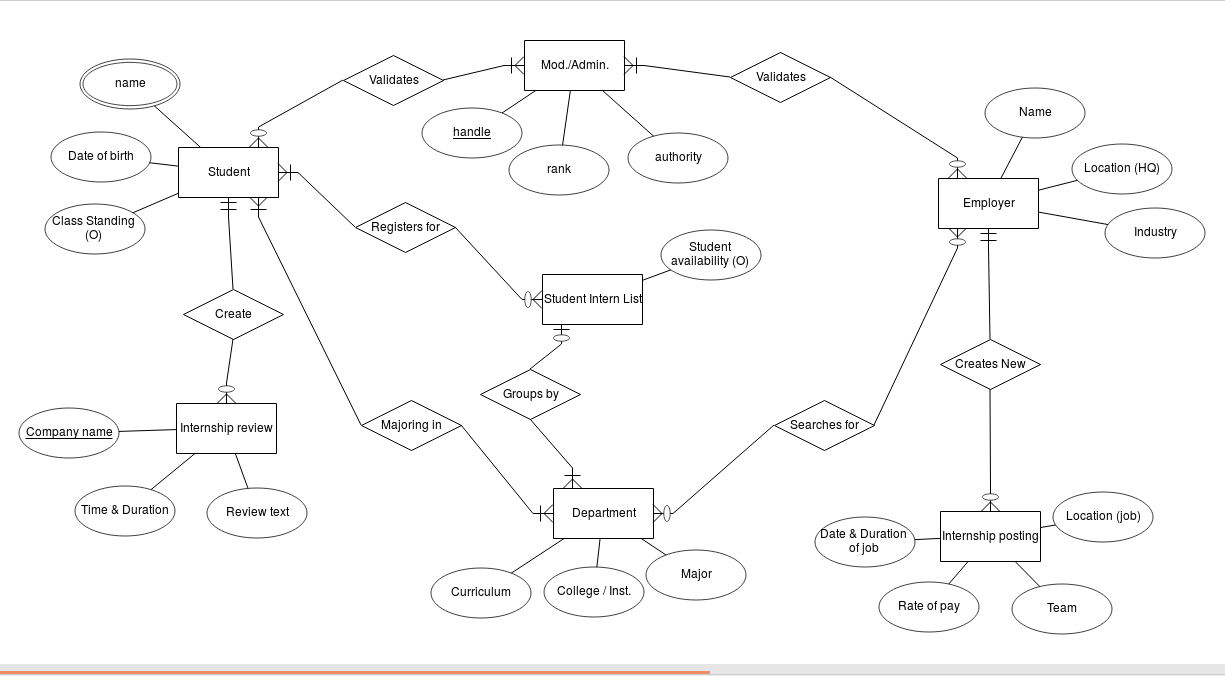 Mod./Admin.
Validates
Validates
name
Name
handle
rank
authority
Date of birth
Student
Location (HQ)
Employer
Class Standing
(O)
Registers for
Industry
Student
availability (O)
Student Intern List
Create
Creates New
Groups by
Company name
Internship review
Majoring in
Searches for
Time & Duration
Review text
Department
Date & Duration
of job
Internship posting
Location (job)
Curriculum
College / Inst.
Major
Rate of pay
Team